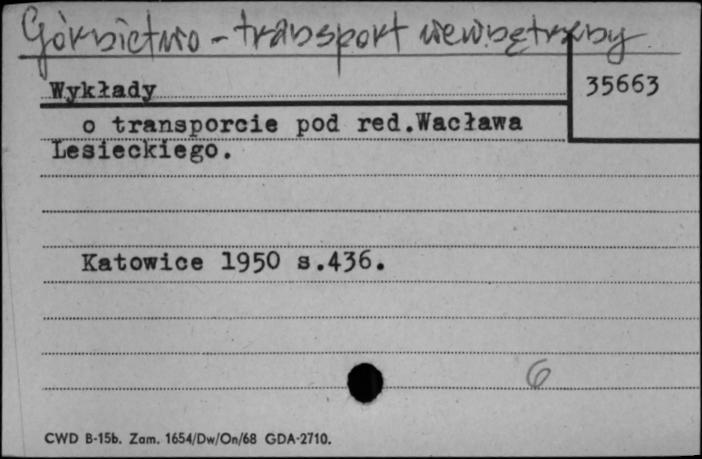 Górnictwo - transport wewnętrzny
Wykłady
35663
o transporcie pod red.Wacława
Lesieckiego.
Katowice 1950 s.436.
6
CWD B-15b. Zam. 1654/Dw/On/68 GDA-2710.